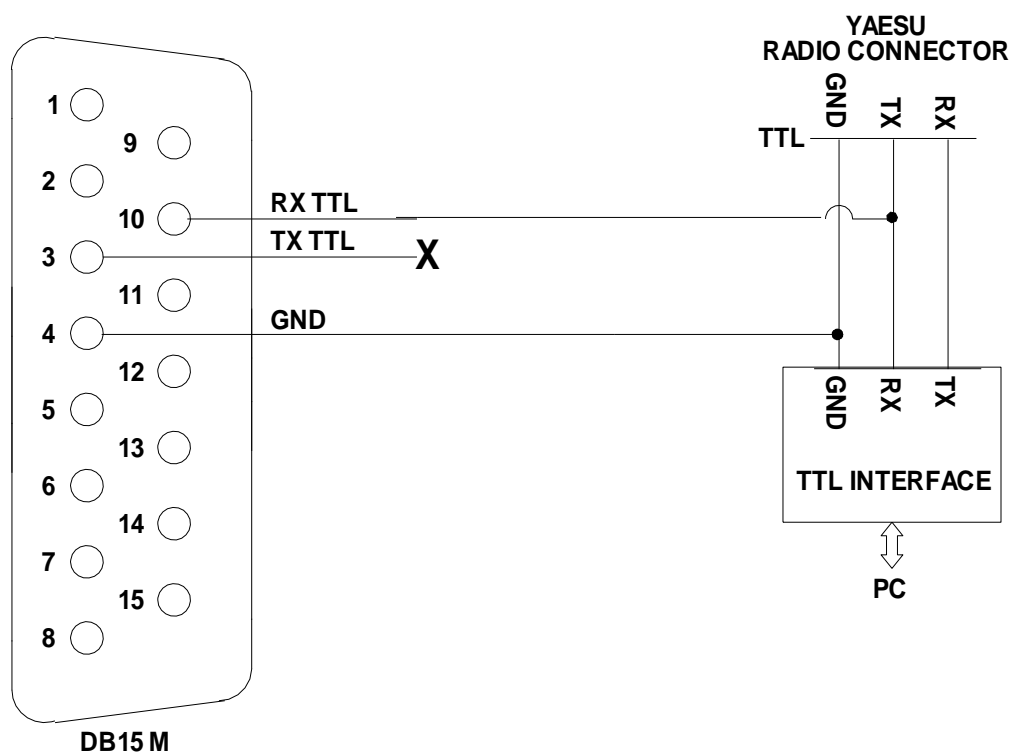 YAESU
RADIO CONNECTOR
GND TX RX
TTL
1
9
2
10 RX TTL
3 TX TTL X
11
4 GND
12
5
13
6
14
7
15
8
GND RX TX
TTL INTERFACE
PC
DB15 M